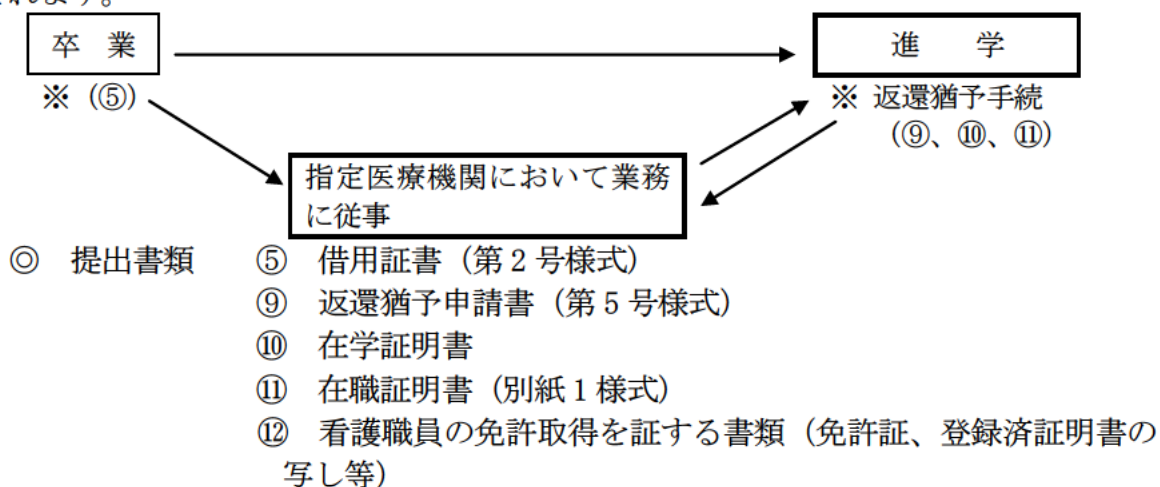 れます。
卒　業
進　学
※（⑤）
※ 返還猶予手続
（⑨、⑩、⑪）
指定医療機関において業務
に従事
◎　提出書類　⑤　借用証書（第２号様式）
⑨　返還猶予申請書（第５号様式）
⑩　在学証明書
⑪　在職証明書（別紙１様式）
⑫　看護職員の免許取得を証する書類（免許証、登録済証明書の
写し等）